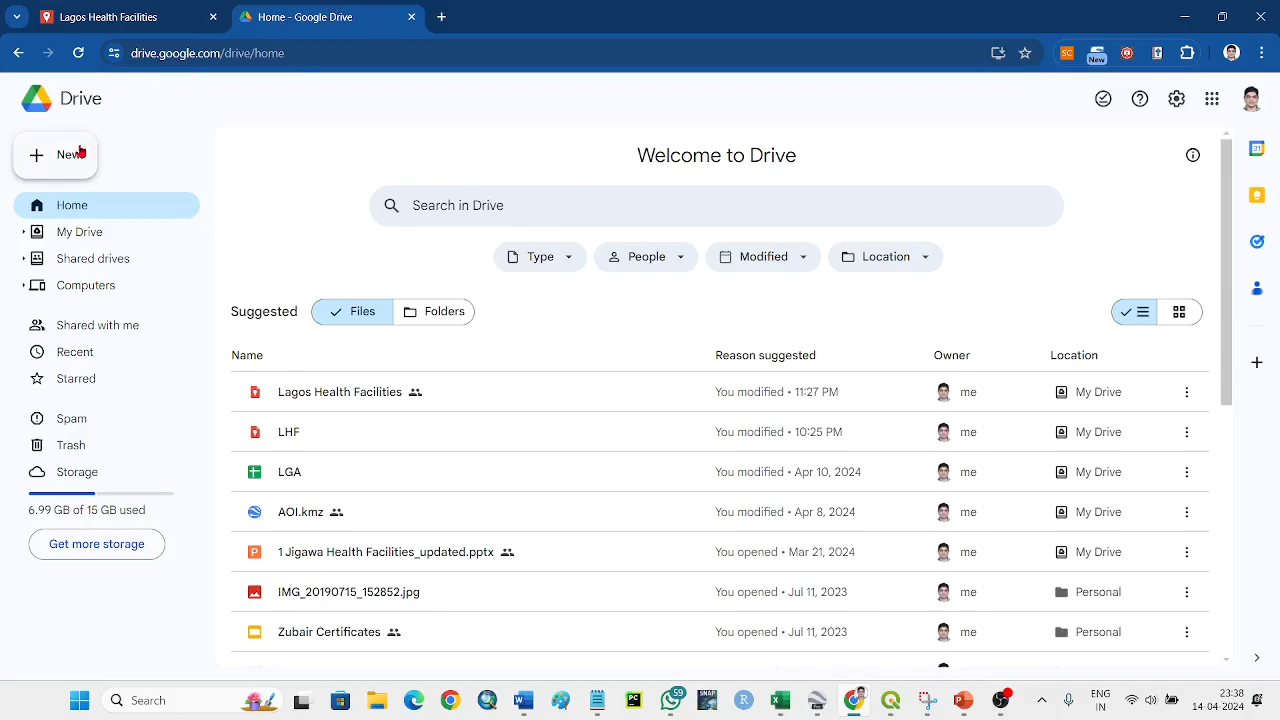 Lagos Health Facilities
Home - Google Drive
drive.google.com/drive/home
SC
New
Drive
New
Home
My Drive
Shared drives
Computers
Shared with me
Recent
Starred
Spam
Trash
Storage
6.99 GB of 15 GB used
Get more storage
Welcome to Drive
Search in Drive
Type
People
Modified
Location
Suggested
Files
Folders
Name
Reason suggested
Owner
Location
Lagos Health Facilities
You modified • 11:27 PM
me
My Drive
LHF
You modified • 10:25 PM
me
My Drive
LGA
You modified • Apr 10, 2024
me
My Drive
AOI.kmz
You modified • Apr 8, 2024
me
My Drive
P
1 Jigawa Health Facilities_updated.pptx
You opened • Mar 21, 2024
me
My Drive
IMG_20190715_152852.jpg
You opened • Jul 11, 2023
me
Personal
Zubair Certificates
You opened • Jul 11, 2023
me
Personal
31
Search
W
PC
59
SNAP
R
X
P
ENG
IN
23:38
14-04-2024